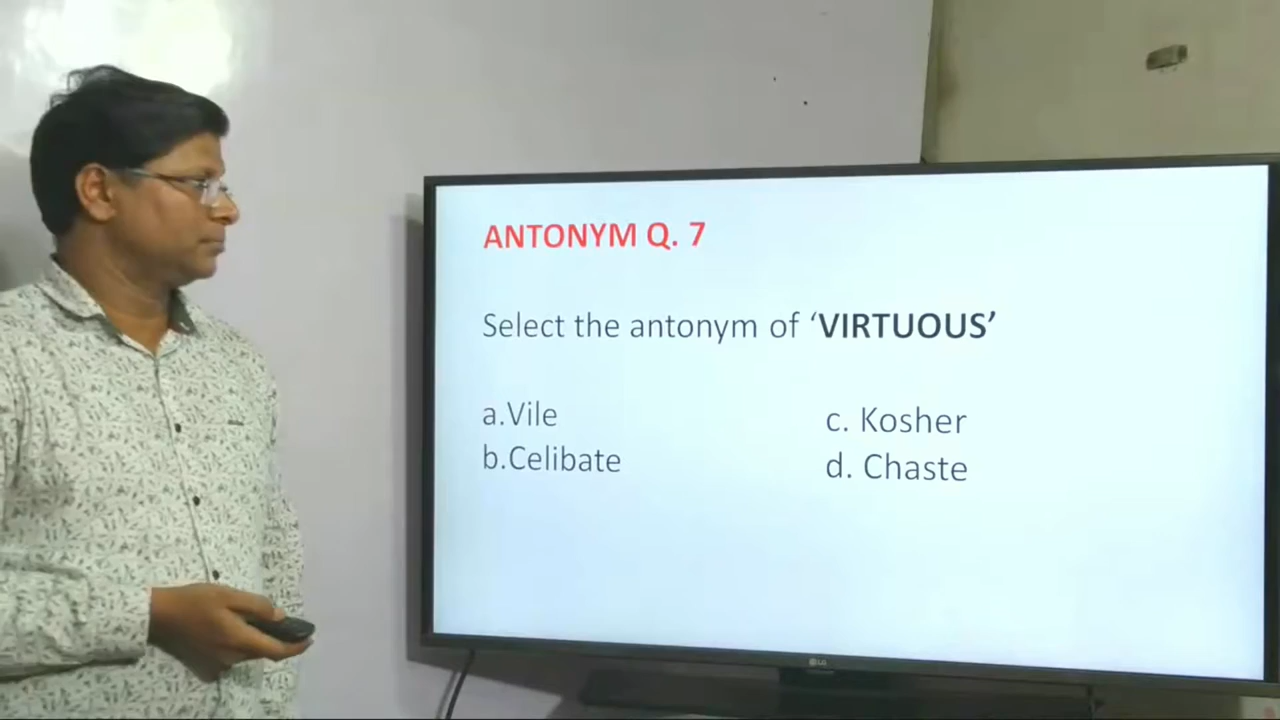 ANTONYM Q. 7
Select the antonym of ‘VIRTUOUS’
a.Vile
b.Celibate
c. Kosher
d. Chaste
LG